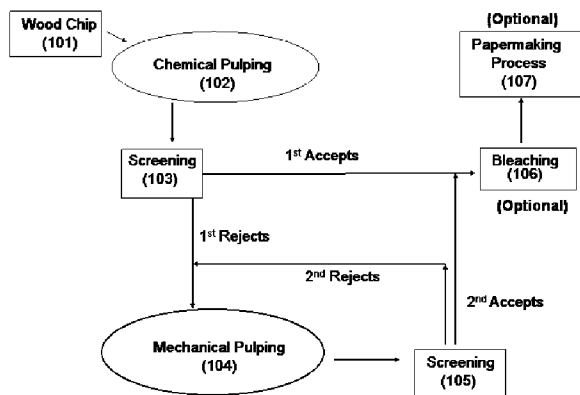 Wood Chip
(101)
Chemical Pulping
(102)
(Optional)
Papermaking
Process
(107)
Screening
(103)
1st Accepts
Bleaching
(106)
(Optional)
1st Rejects
2nd Rejects
2nd Accepts
Mechanical Pulping
(104)
Screening
(105)